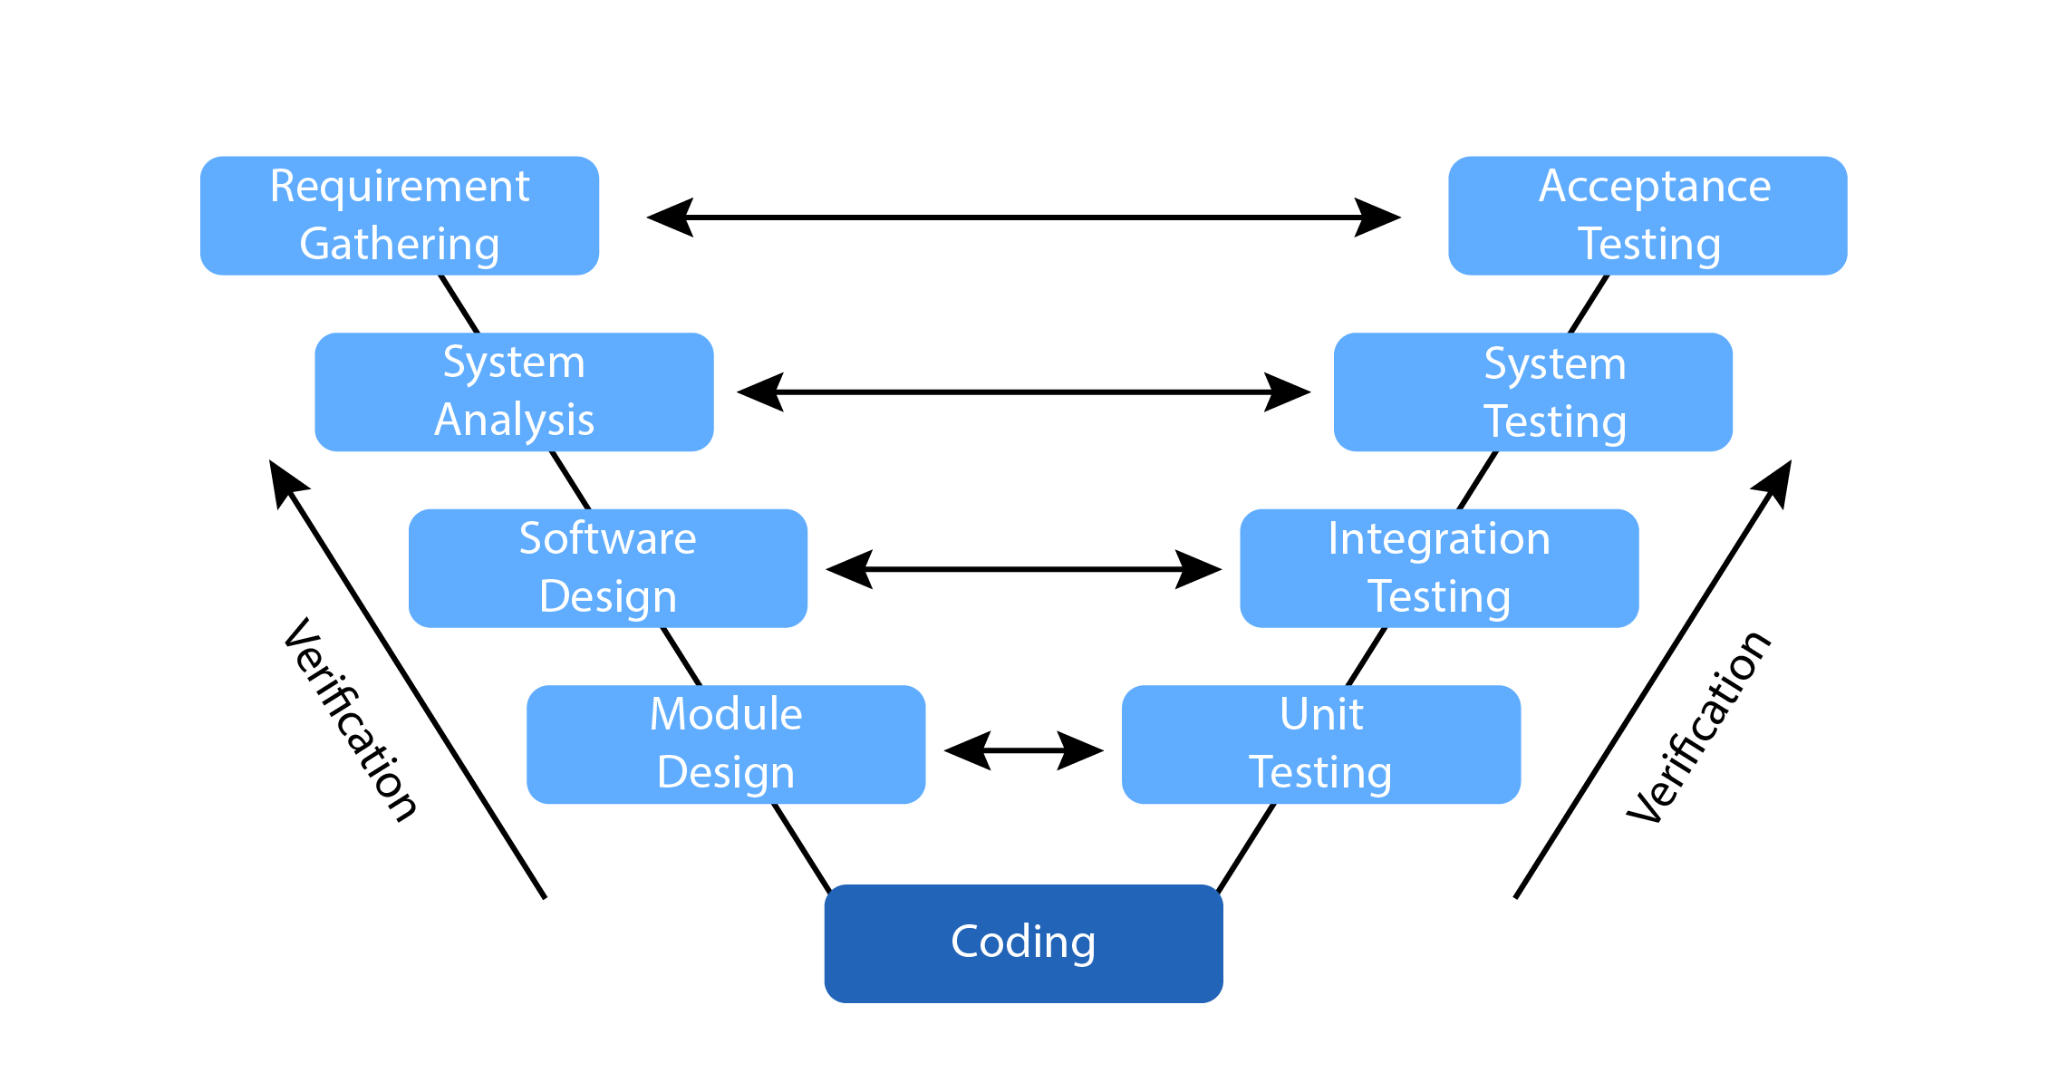 Requirement
Gathering
Acceptance
Testing
System
Analysis
System
Testing
Software
Design
Integration
Testing
Verification
Verification
Module
Design
Unit
Testing
Coding